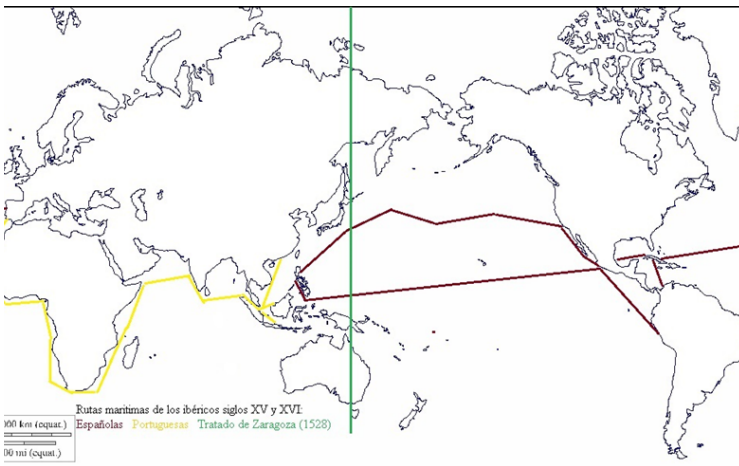 Rutas maritimas de los ibéricos siglos XV y XVI:
Españolas Portuguesas Tratado de Zaragoza (1528)
000 km (equat.)
00 mi (equat.)